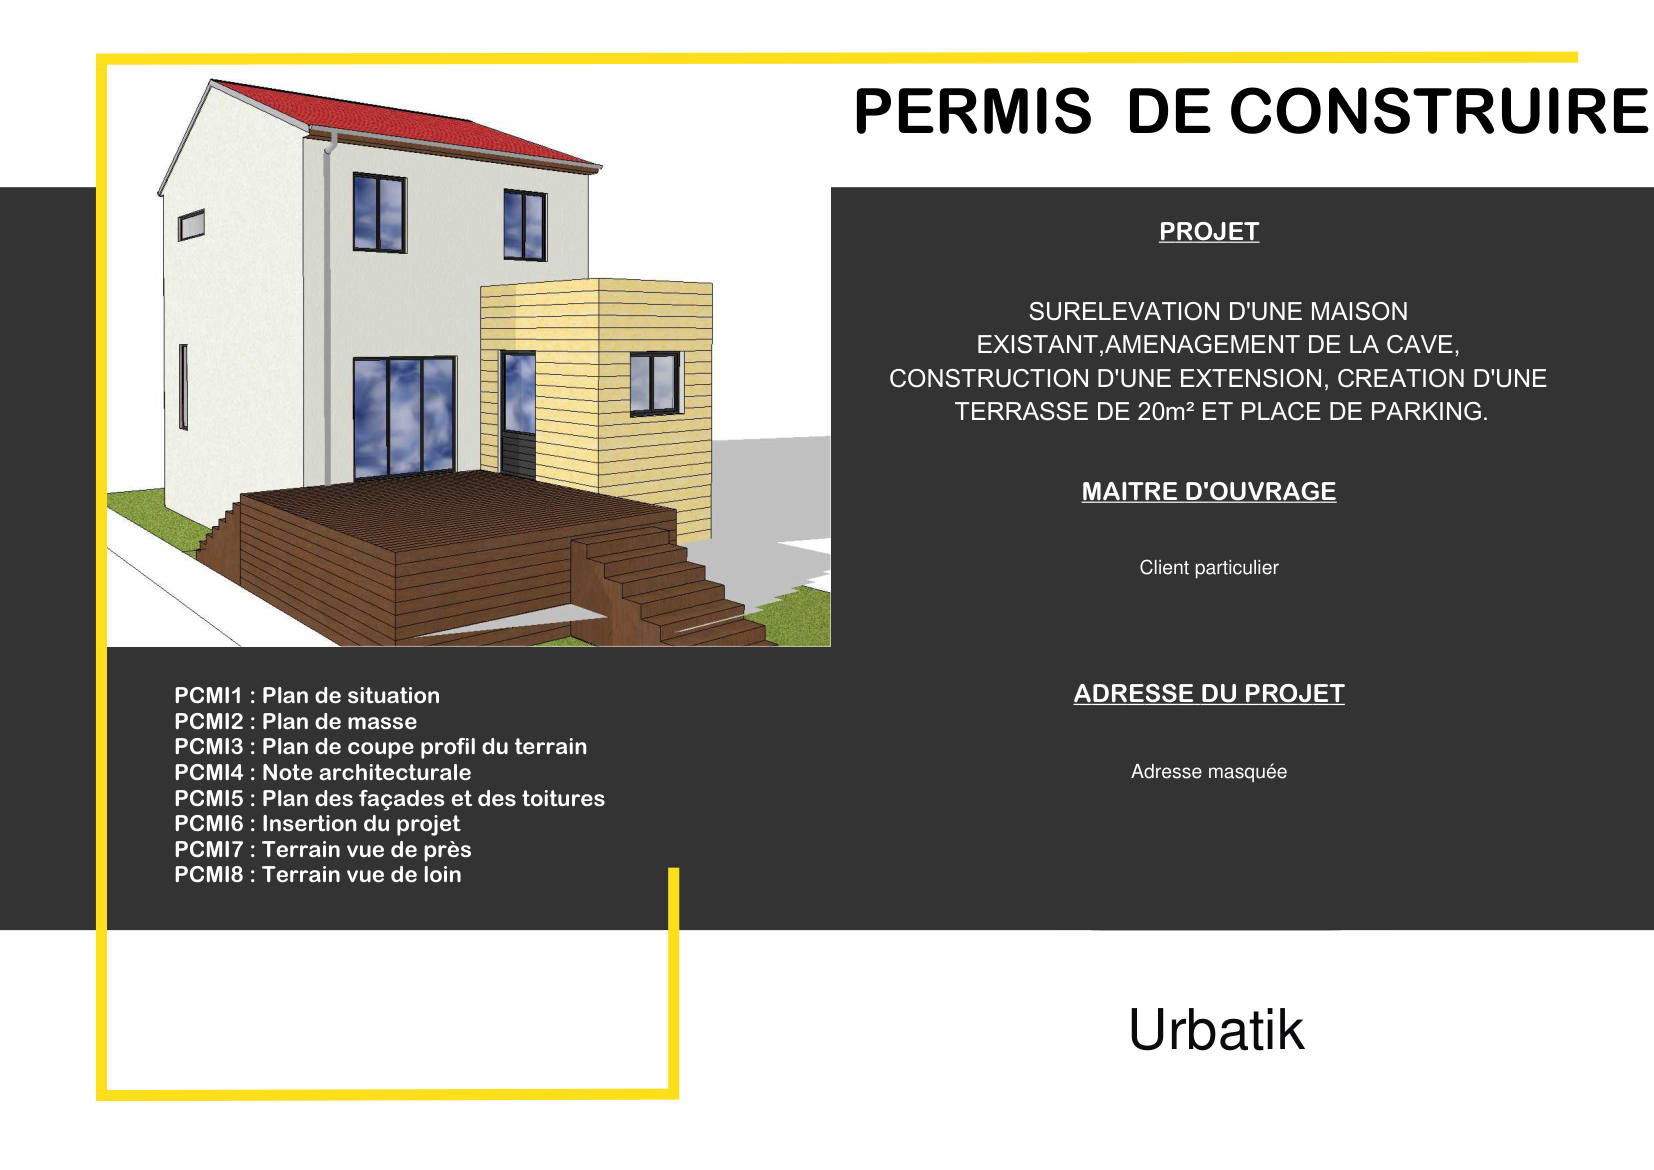 PERMIS  DE CONSTRUIRE
PROJET
SURELEVATION D'UNE MAISON
EXISTANT,AMENAGEMENT DE LA CAVE,
CONSTRUCTION D'UNE EXTENSION, CREATION D'UNE
TERRASSE DE 20m² ET PLACE DE PARKING.
MAITRE D'OUVRAGE
Client particulier
ADRESSE DU PROJET
Adresse masquée
PCMI1 : Plan de situation
PCMI2 : Plan de masse
PCMI3 : Plan de coupe profil du terrain
PCMI4 : Note architecturale
PCMI5 : Plan des façades et des toitures
PCMI6 : Insertion du projet
PCMI7 : Terrain vue de près
PCMI8 : Terrain vue de loin
Urbatik